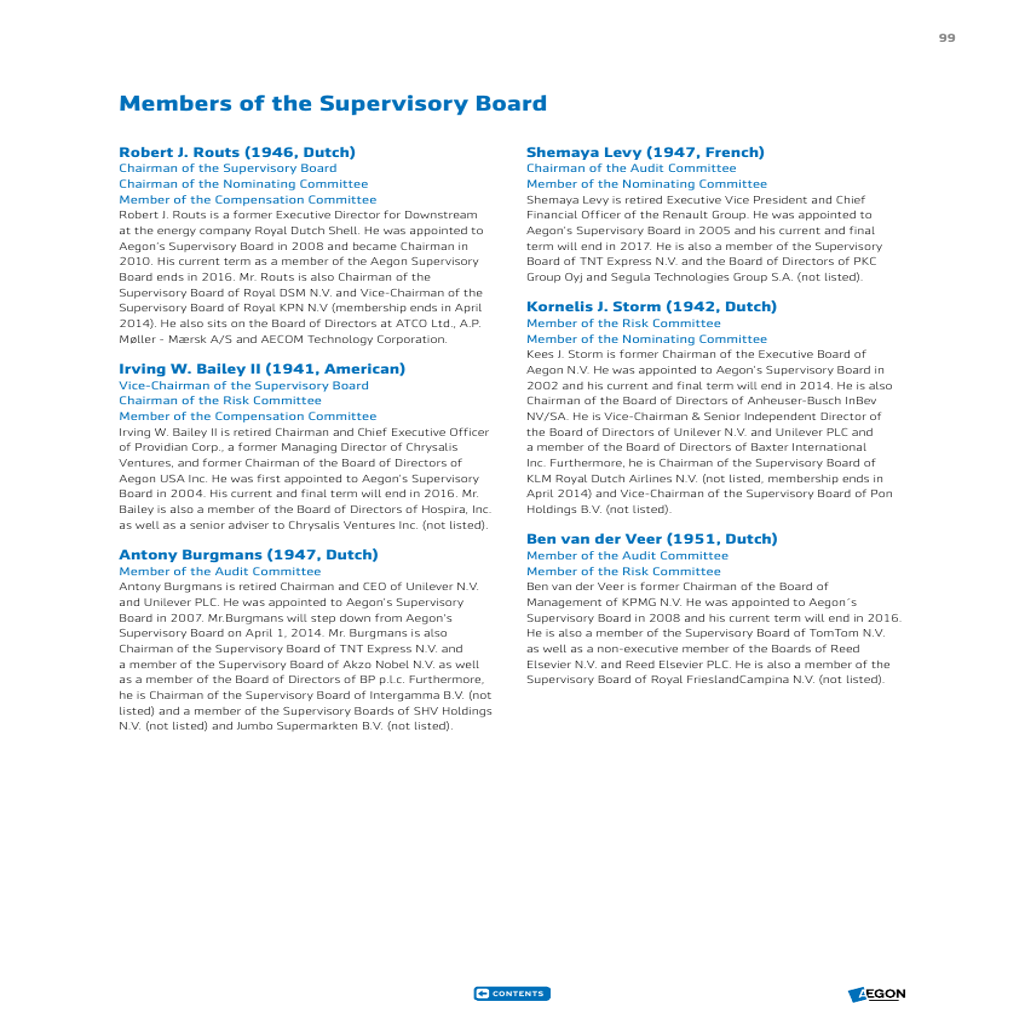 99
Members of the Supervisory Board
Robert J. Routs (1946, Dutch)
Chairman of the Supervisory Board
Chairman of the Nominating Committee
Member of the Compensation Committee
Robert J. Routs is a former Executive Director for Downstream
at the energy company Royal Dutch Shell. He was appointed to
Aegon's Supervisory Board in 2008 and became Chairman in
2010. His current term as a member of the Aegon Supervisory
Board ends in 2016. Mr. Routs is also Chairman of the
Supervisory Board of Royal DSM N.V. and Vice-Chairman of the
Supervisory Board of Royal KPN N.V (membership ends in April
2014). He also sits on the Board of Directors at ATCO Ltd., A.P.
Møller - Mærsk A/S and AECOM Technology Corporation.
Irving W. Bailey II (1941, American)
Vice-Chairman of the Supervisory Board
Chairman of the Risk Committee
Member of the Compensation Committee
Irving W. Bailey II is retired Chairman and Chief Executive Officer
of Providian Corp., a former Managing Director of Chrysalis
Ventures, and former Chairman of the Board of Directors of
Aegon USA Inc. He was first appointed to Aegon's Supervisory
Board in 2004. His current and final term will end in 2016. Mr.
Bailey is also a member of the Board of Directors of Hospira, Inc.
as well as a senior adviser to Chrysalis Ventures Inc. (not listed).
Antony Burgmans (1947, Dutch)
Member of the Audit Committee
Antony Burgmans is retired Chairman and CEO of Unilever N.V.
and Unilever PLC. He was appointed to Aegon's Supervisory
Board in 2007. Mr.Burgmans will step down from Aegon's
Supervisory Board on April 1, 2014. Mr. Burgmans is also
Chairman of the Supervisory Board of TNT Express N.V. and
a member of the Supervisory Board of Akzo Nobel N.V. as well
as a member of the Board of Directors of BP p.l.c. Furthermore,
he is Chairman of the Supervisory Board of Intergamma B.V. (not
listed) and a member of the Supervisory Boards of SHV Holdings
N.V. (not listed) and Jumbo Supermarkten B.V. (not listed).
Shemaya Levy (1947, French)
Chairman of the Audit Committee
Member of the Nominating Committee
Shemaya Levy is retired Executive Vice President and Chief
Financial Officer of the Renault Group. He was appointed to
Aegon's Supervisory Board in 2005 and his current and final
term will end in 2017. He is also a member of the Supervisory
Board of TNT Express N.V. and the Board of Directors of PKC
Group Oyj and Segula Technologies Group S.A. (not listed).
Kornelis J. Storm (1942, Dutch)
Member of the Risk Committee
Member of the Nominating Committee
Kees J. Storm is former Chairman of the Executive Board of
Aegon N.V. He was appointed to Aegon's Supervisory Board in
2002 and his current and final term will end in 2014. He is also
Chairman of the Board of Directors of Anheuser-Busch InBev
NV/SA. He is Vice-Chairman & Senior Independent Director of
the Board of Directors of Unilever N.V. and Unilever PLC and
a member of the Board of Directors of Baxter International
Inc. Furthermore, he is Chairman of the Supervisory Board of
KLM Royal Dutch Airlines N.V. (not listed, membership ends in
April 2014) and Vice-Chairman of the Supervisory Board of Pon
Holdings B.V. (not listed).
Ben van der Veer (1951, Dutch)
Member of the Audit Committee
Member of the Risk Committee
Ben van der Veer is former Chairman of the Board of
Management of KPMG N.V. He was appointed to Aegon´s
Supervisory Board in 2008 and his current term will end in 2016.
He is also a member of the Supervisory Board of TomTom N.V.
as well as a non-executive member of the Boards of Reed
Elsevier N.V. and Reed Elsevier PLC. He is also a member of the
Supervisory Board of Royal FrieslandCampina N.V. (not listed).
CONTENTS
AEGON